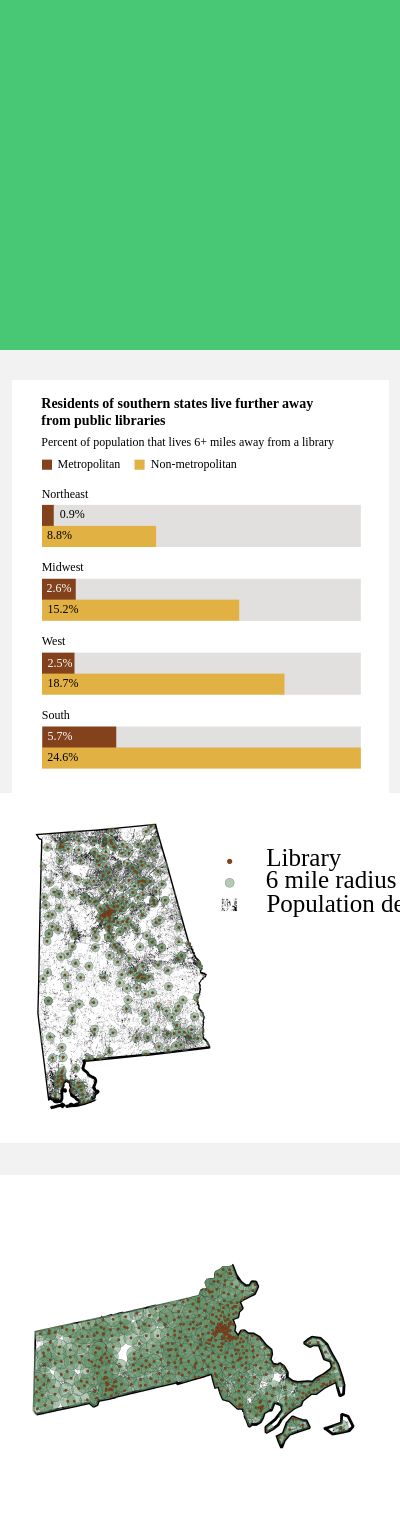 Residents of southern states live further away
from public libraries
Percent of population that lives 6+ miles away from a library
Metropolitan Non-metropolitan
Northeast
0.9%
8.8%
Midwest
2.6%
15.2%
West
2.5%
18.7%
South
5.7%
24.6%
Library
6 mile radius
Population de